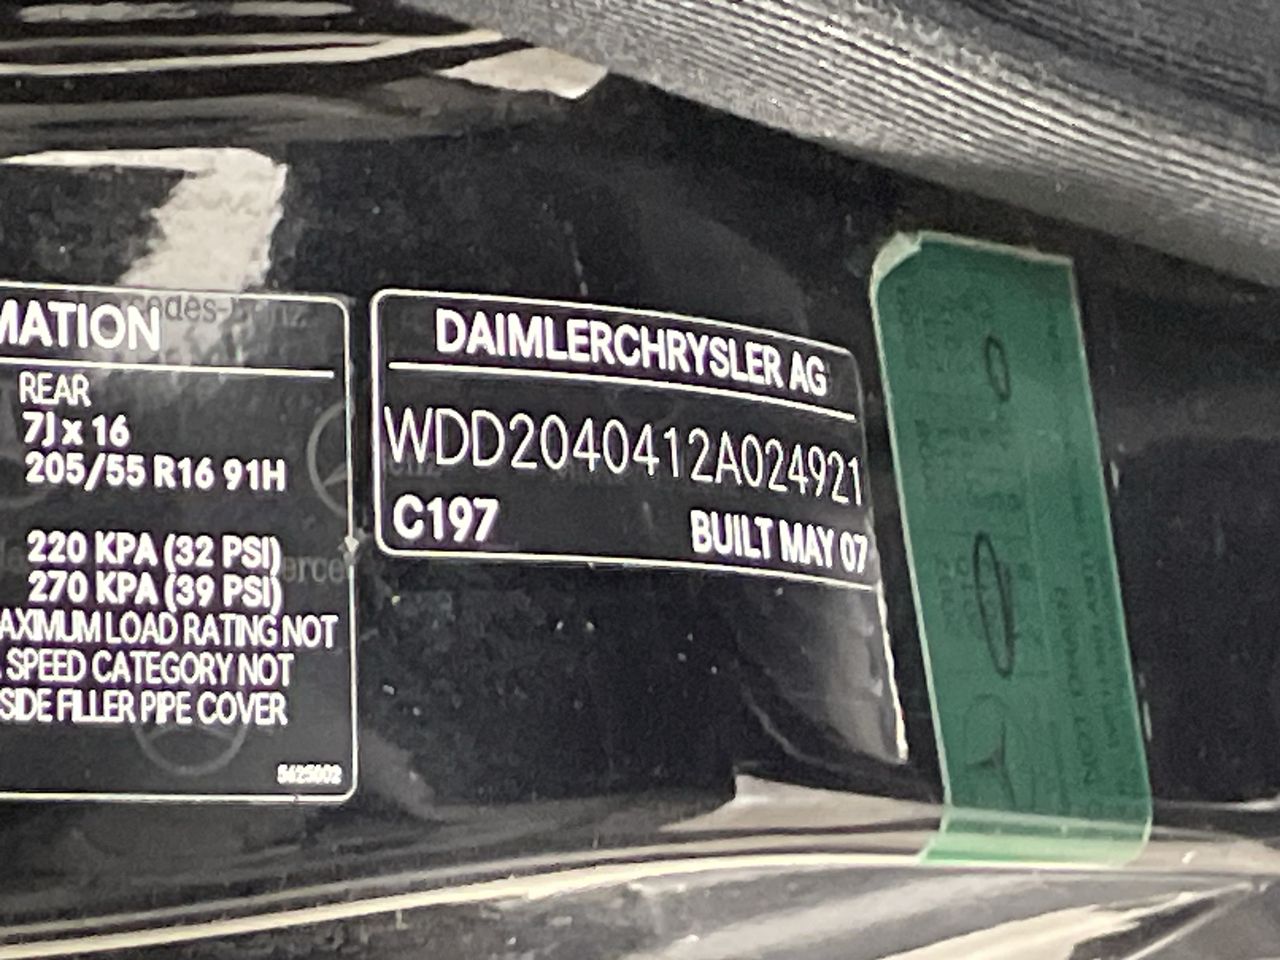 MATION
REAR
7J x 16
205/55 R16 91H
220 KPA (32 PSI)
270 KPA (39 PSI)
AXIMUM LOAD RATING NOT
SPEED CATEGORY NOT
SIDE FILLER PIPE COVER
DAIMLERCHRYSLER AG
WDD2040412A024921
C197 BUILT MAY 07